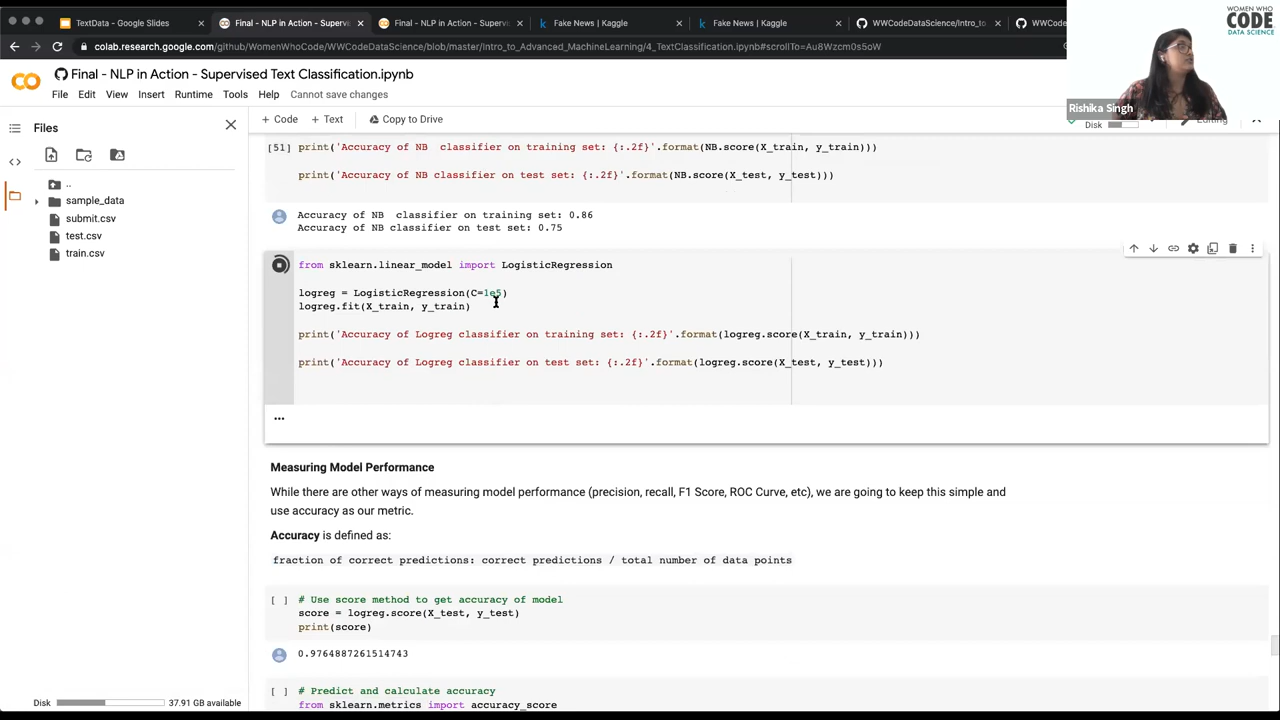 TextData - Google Slides
Final - NLP in Action - Supervi
Final - NLP in Action - Superv
Fake News | Kaggle
Fake News | Kaggle
WWCodeDataScience/Intro_to
WWCode
WOMEN WHO
CODE
DATA SCIENCE
colab.research.google.com/github/WomenWhoCode/WWCodeDataScience/blob/master/Intro_to_Advanced_MachineLearning/4_TextClassification.ipynb#scrollTo=Au8Wzcm0s5oW
Final - NLP in Action - Supervised Text Classification.ipynb
File Edit View Insert Runtime Tools Help Cannot save changes
Rishika Singh
Files
+ Code + Text Copy to Drive
Disk
Editing
..
sample_data
submit.csv
test.csv
train.csv
[51] print('Accuracy of NB  classifier on training set: {:.2f}'.format(NB.score(X_train, y_train)))
print('Accuracy of NB classifier on test set: {:.2f}'.format(NB.score(X_test, y_test)))
Accuracy of NB  classifier on training set: 0.86
Accuracy of NB classifier on test set: 0.75
from sklearn.linear_model import LogisticRegression
logreg = LogisticRegression(C=1e5)
logreg.fit(X_train, y_train)
print('Accuracy of Logreg classifier on training set: {:.2f}'.format(logreg.score(X_train, y_train)))
print('Accuracy of Logreg classifier on test set: {:.2f}'.format(logreg.score(X_test, y_test)))
...
Measuring Model Performance
While there are other ways of measuring model performance (precision, recall, F1 Score, ROC Curve, etc), we are going to keep this simple and
use accuracy as our metric.
Accuracy is defined as:
fraction of correct predictions: correct predictions / total number of data points
[ ] # Use score method to get accuracy of model
score = logreg.score(X_test, y_test)
print(score)
0.9764887261514743
[ ] # Predict and calculate accuracy
from sklearn.metrics import accuracy_score
Disk 37.91 GB available